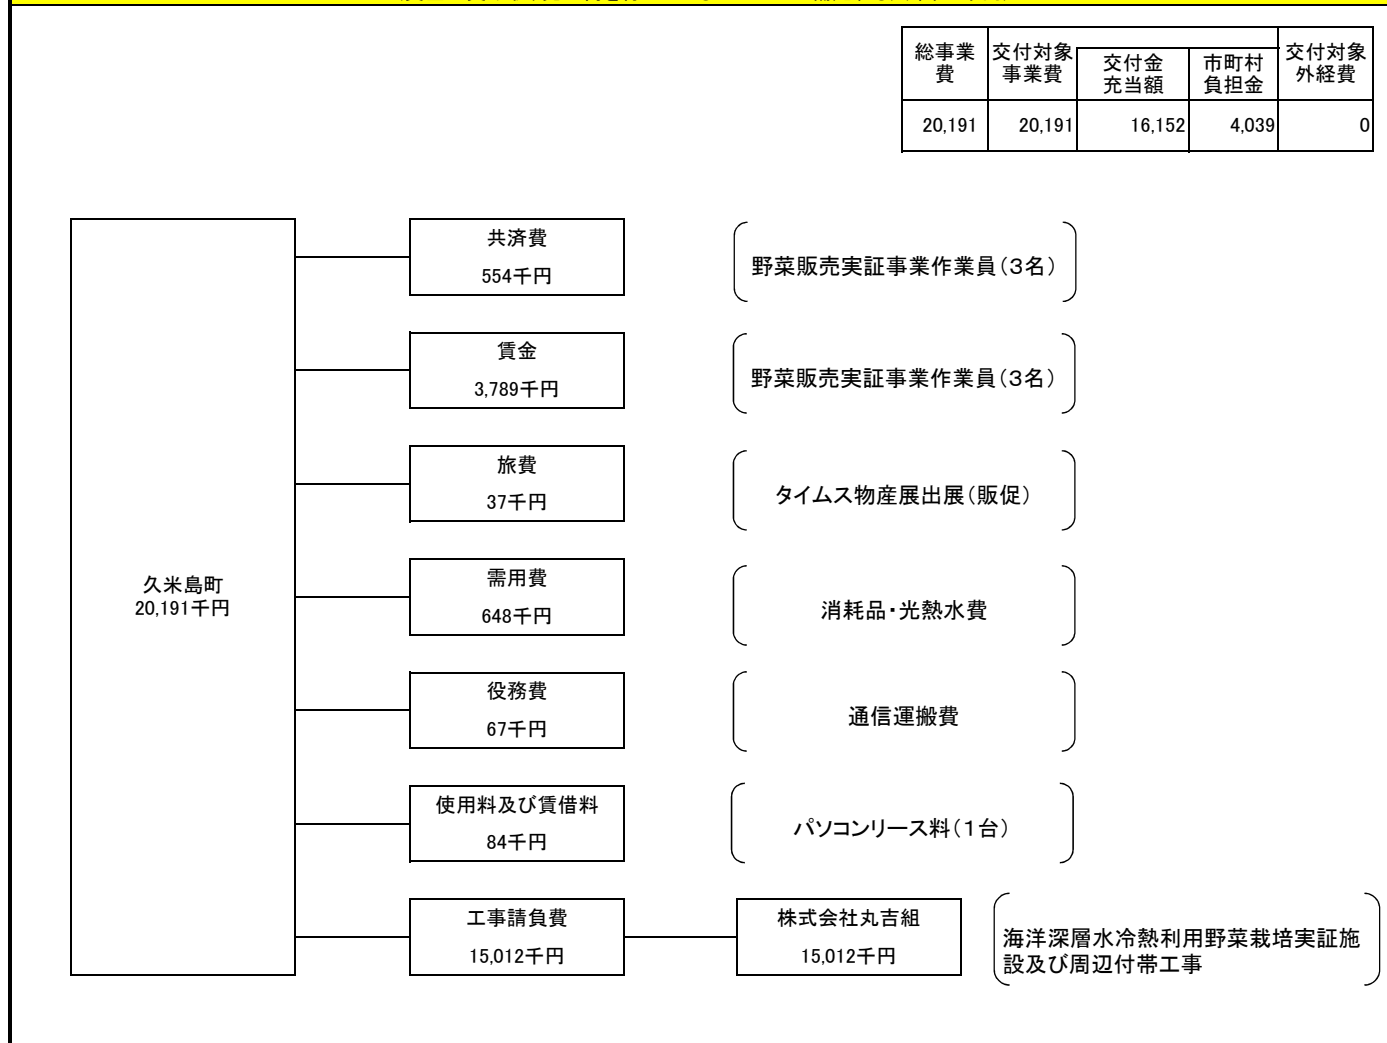 総事業費 交付対象事業費 交付金充当額 市町村負担金 交付対象外経費
20,191 20,191 16,152 4,039 0
共済費
554千円
野菜販売実証事業作業員(3名)
賃金
3,789千円
野菜販売実証事業作業員(3名)
旅費
37千円
タイムス物産展出展(販促)
久米島町
20,191千円
需用費
648千円
消耗品・光熱水費
役務費
67千円
通信運搬費
使用料及び賃借料
84千円
パソコンリース料(1台)
工事請負費
15,012千円
株式会社丸吉組
15,012千円
海洋深層水冷熱利用野菜栽培実証施
設及び周辺付帯工事